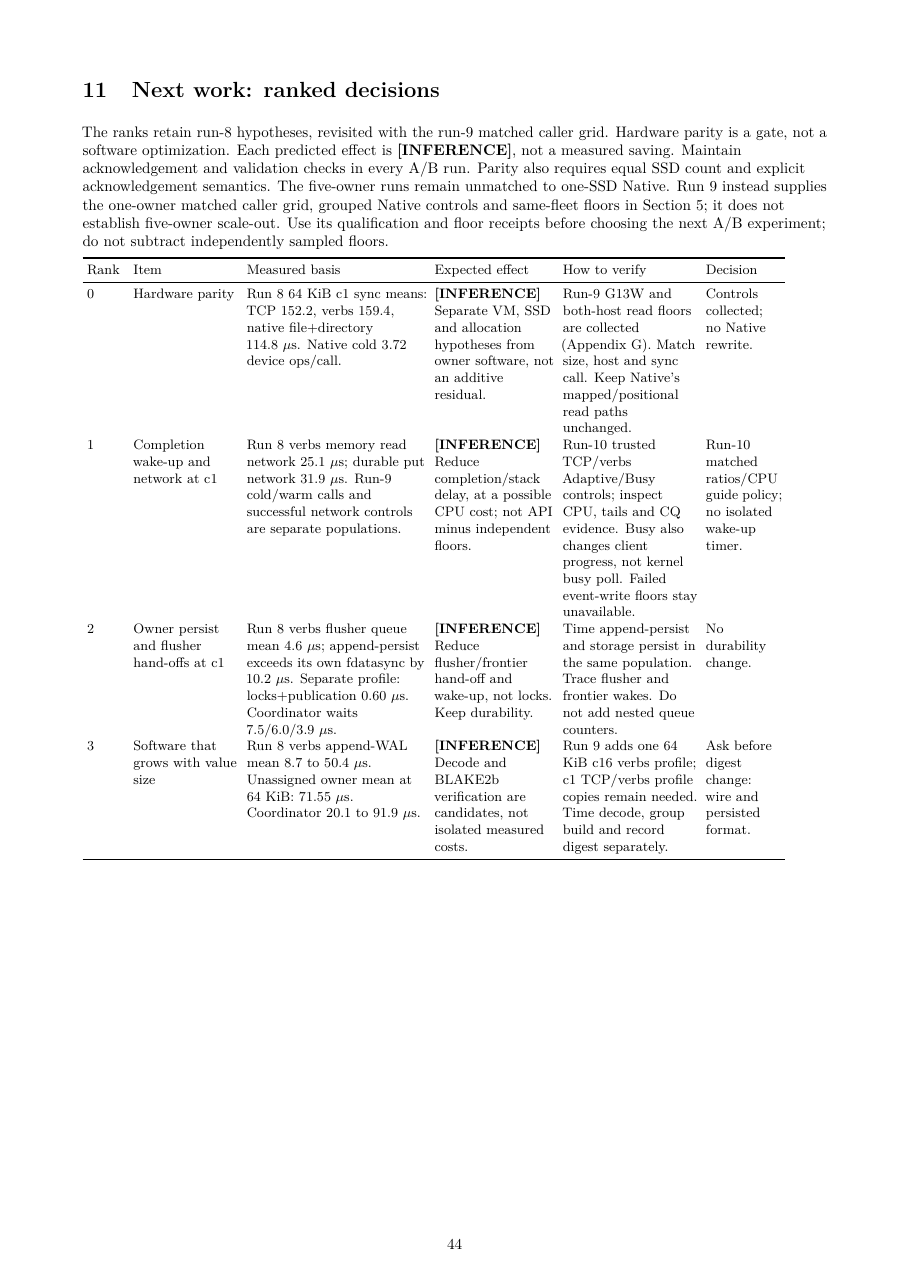 11 Next work: ranked decisions
The ranks retain run-8 hypotheses, revisited with the run-9 matched caller grid. Hardware parity is a gate, not a
software optimization. Each predicted effect is [INFERENCE], not a measured saving. Maintain
acknowledgement and validation checks in every A/B run. Parity also requires equal SSD count and explicit
acknowledgement semantics. The five-owner runs remain unmatched to one-SSD Native. Run 9 instead supplies
the one-owner matched caller grid, grouped Native controls and same-fleet floors in Section 5; it does not
establish five-owner scale-out. Use its qualification and floor receipts before choosing the next A/B experiment;
do not subtract independently sampled floors.
Rank Item Measured basis Expected effect How to verify Decision
0 Hardware parity Run 8 64 KiB c1 sync means: [INFERENCE] Run-9 G13W and Controls
TCP 152.2, verbs 159.4, Separate VM, SSD both-host read floors collected;
native file+directory and allocation are collected no Native
114.8 μs. Native cold 3.72 hypotheses from (Appendix G). Match rewrite.
device ops/call. owner software, not size, host and sync
an additive call. Keep Native's
residual. mapped/positional
read paths
unchanged.
1 Completion Run 8 verbs memory read [INFERENCE] Run-10 trusted Run-10
wake-up and network 25.1 μs; durable put Reduce TCP/verbs matched
network at c1 network 31.9 μs. Run-9 completion/stack Adaptive/Busy ratios/CPU
cold/warm calls and delay, at a possible controls; inspect guide policy;
successful network controls CPU cost; not API CPU, tails and CQ no isolated
are separate populations. minus independent evidence. Busy also wake-up
floors. changes client timer.
progress, not kernel
busy poll. Failed
event-write floors stay
unavailable.
2 Owner persist Run 8 verbs flusher queue [INFERENCE] Time append-persist No
and flusher mean 4.6 μs; append-persist Reduce and storage persist in durability
hand-offs at c1 exceeds its own fdatasync by flusher/frontier the same population. change.
10.2 μs. Separate profile: hand-off and Trace flusher and
locks+publication 0.60 μs. wake-up, not locks. frontier wakes. Do
Coordinator waits Keep durability. not add nested queue
7.5/6.0/3.9 μs. counters.
3 Software that Run 8 verbs append-WAL [INFERENCE] Run 9 adds one 64 Ask before
grows with value mean 8.7 to 50.4 μs. Decode and KiB c16 verbs profile; digest
size Unassigned owner mean at BLAKE2b c1 TCP/verbs profile change:
64 KiB: 71.55 μs. verification are copies remain needed. wire and
Coordinator 20.1 to 91.9 μs. candidates, not Time decode, group persisted
isolated measured build and record format.
costs. digest separately.
44